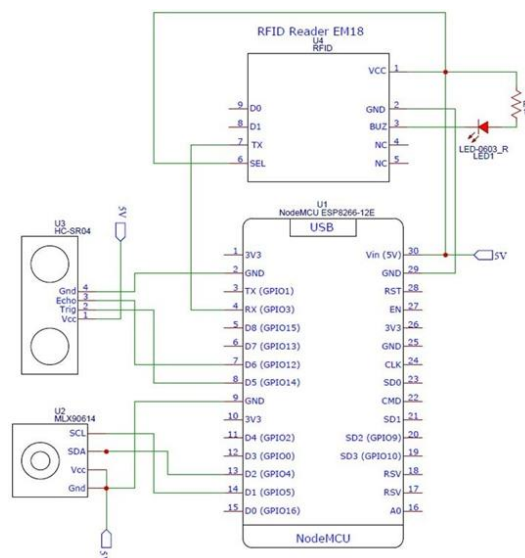 RFID Reader EM18
U4
RFID
VCC 1
GND 2
BUZ 3
NC 4
NC 5
9 D0
8 D1
7 TX
6 SEL
LED-0603_R
LED1
U1
NodeMCU ESP8266-12E
USB
1 3V3
2 GND
3 TX (GPIO1)
4 RX (GPIO3)
5 D8 (GPIO15)
6 D7 (GPIO13)
7 D6 (GPIO12)
8 D5 (GPIO14)
9 GND
10 3V3
11 D4 (GPIO2)
12 D3 (GPIO0)
13 D2 (GPIO4)
14 D1 (GPIO5)
15 D0 (GPIO16)
Vin (5V) 30
GND 29
RST 28
EN 27
3V3 26
GND 25
CLK 24
SD0 23
CMD 22
SD1 21
SD2 (GPIO9) 20
SD3 (GPIO10) 19
RSV 18
RSV 17
A0 16
NodeMCU
5V
U3
HC-SR04
5V
Gnd 4
Echo 3
Trig 2
Vcc 1
U2
MLX90614
SCL
SDA
Vcc
Gnd